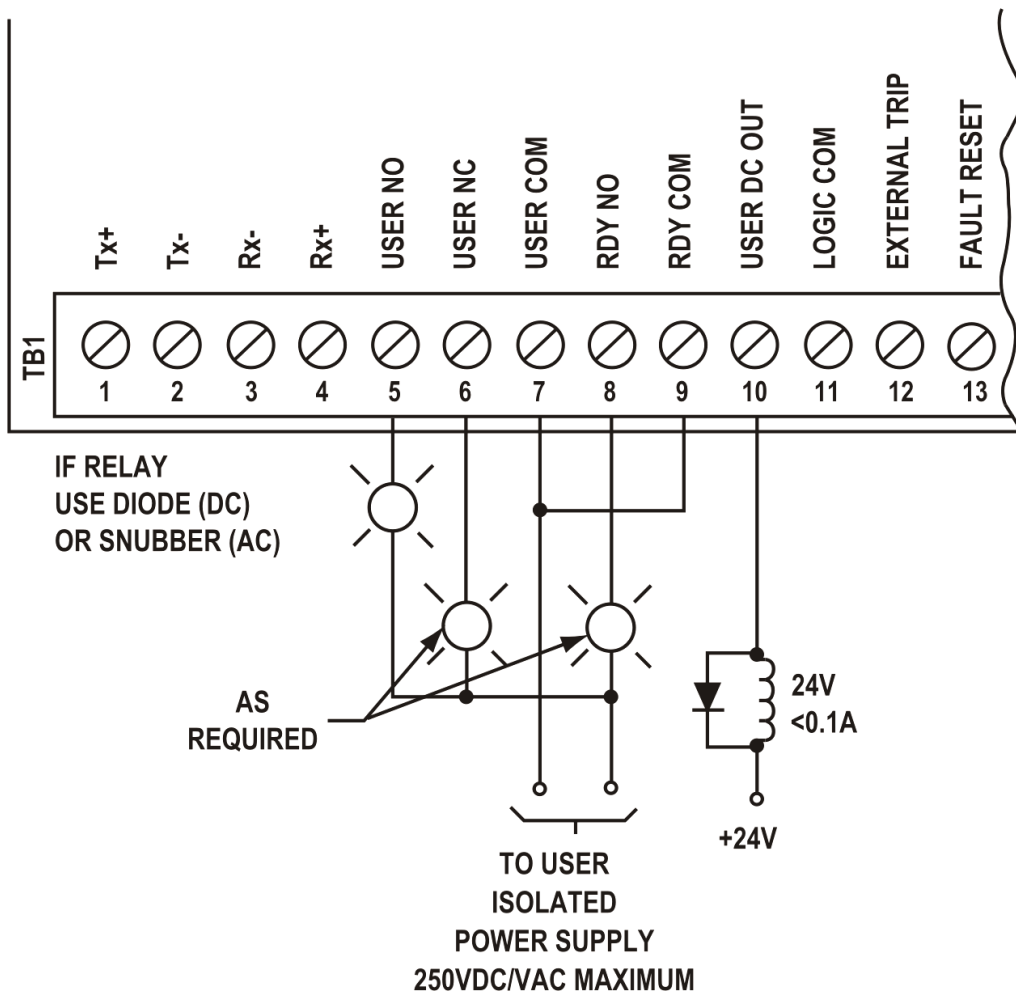 Tx+
Tx-
Rx-
Rx+
USER NO
USER NC
USER COM
RDY NO
RDY COM
USER DC OUT
LOGIC COM
EXTERNAL TRIP
FAULT RESET
TB1
1 2 3 4 5 6 7 8 9 10 11 12 13
IF RELAY
USE DIODE (DC)
OR SNUBBER (AC)
AS
REQUIRED
24V
<0.1A
+24V
TO USER
ISOLATED
POWER SUPPLY
250VDC/VAC MAXIMUM